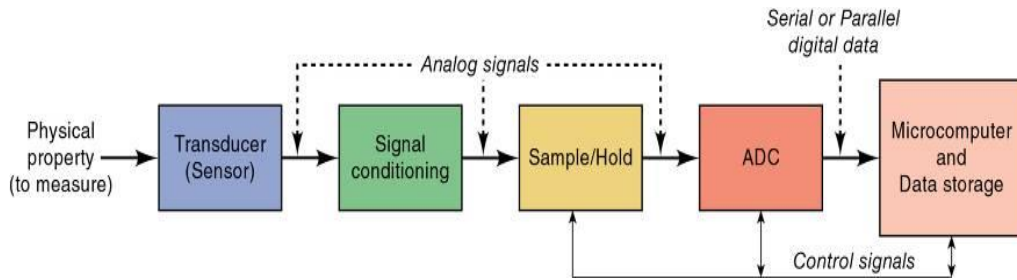 Serial or Parallel
digital data
Analog signals
Physical
property
(to measure)
Transducer
(Sensor)
Signal
conditioning
Sample/Hold
ADC
Microcomputer
and
Data storage
Control signals